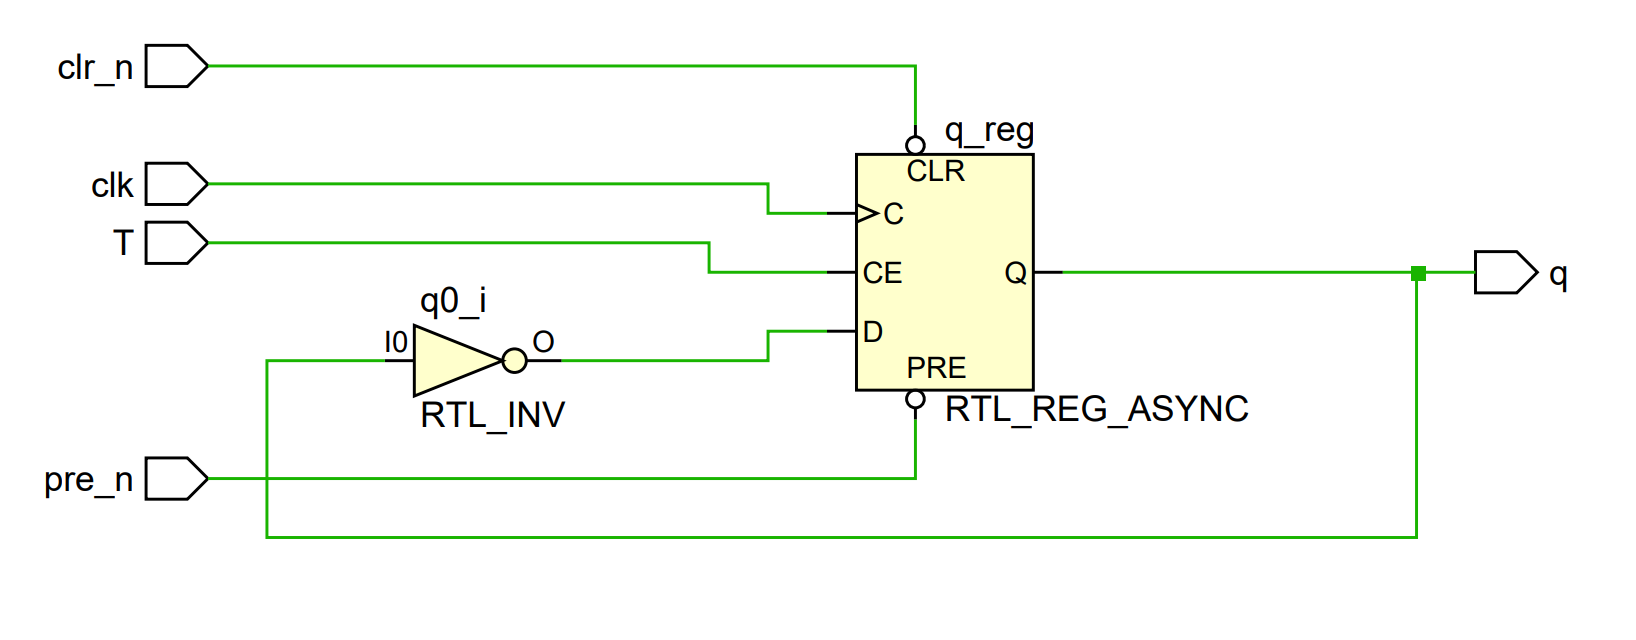 clr_n
q_reg
CLR
clk
C
T
CE
Q
q
q0_i
I0
O
D
PRE
RTL_INV
RTL_REG_ASYNC
pre_n